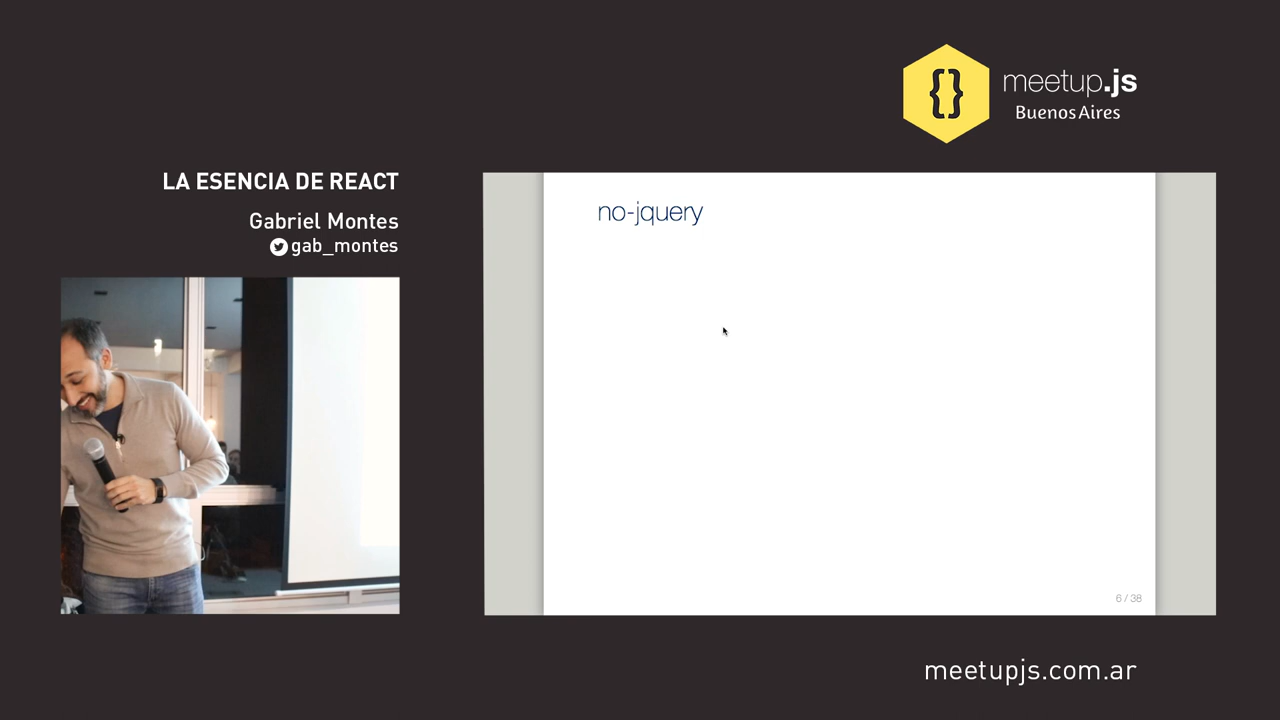 {}
meetup.js
Buenos Aires
LA ESENCIA DE REACT
Gabriel Montes
gab_montes
no-jquery
6 / 38
meetupjs.com.ar